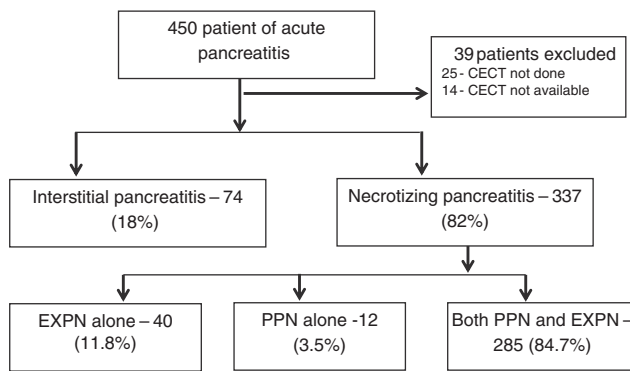 450 patient of acute
pancreatitis
39 patients excluded
25- CECT not done
14- CECT not available
Interstitial pancreatitis – 74
(18%)
Necrotizing pancreatitis – 337
(82%)
EXPN alone – 40
(11.8%)
PPN alone -12
(3.5%)
Both PPN and EXPN –
285 (84.7%)